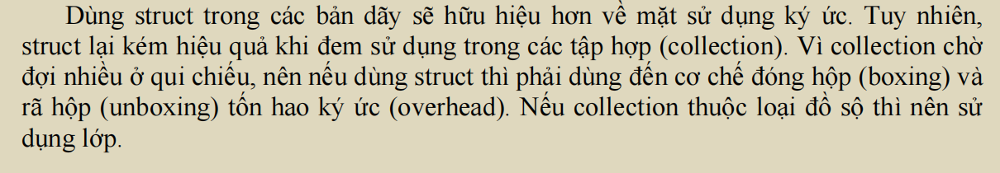 Dùng struct trong các bản dãy sẽ hữu hiệu hơn về mặt sử dụng ký ức. Tuy nhiên,
struct lại kém hiệu quả khi đem sử dụng trong các tập hợp (collection). Vì collection chờ
đợi nhiều ở qui chiếu, nên nếu dùng struct thì phải dùng đến cơ chế đóng hộp (boxing) và
rã hộp (unboxing) tốn hao ký ức (overhead). Nếu collection thuộc loại đồ sộ thì nên sử
dụng lớp.